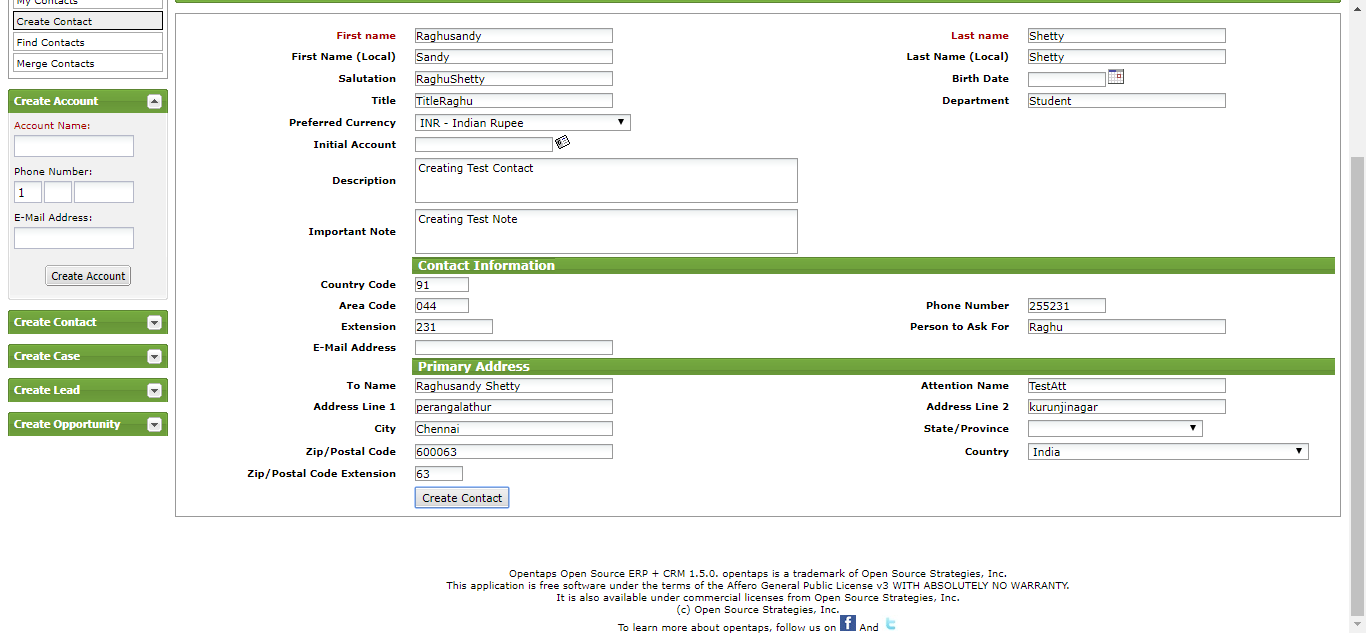 My Contacts
Create Contact
Find Contacts
Merge Contacts
Create Account
Account Name:
Phone Number:
1
E-Mail Address:
Create Account
Create Contact
Create Case
Create Lead
Create Opportunity
First name Raghusandy Last name Shetty
First Name (Local) Sandy Last Name (Local) Shetty
Salutation RaghuShetty Birth Date
Title TitleRaghu Department Student
Preferred Currency INR - Indian Rupee
Initial Account
Description Creating Test Contact
Important Note Creating Test Note
Contact Information
Country Code 91
Area Code 044 Phone Number 255231
Extension 231 Person to Ask For Raghu
E-Mail Address
Primary Address
To Name Raghusandy Shetty Attention Name TestAtt
Address Line 1 perangalathur Address Line 2 kurunjinagar
City Chennai State/Province
Zip/Postal Code 600063 Country India
Zip/Postal Code Extension 63
Create Contact
Opentaps Open Source ERP + CRM 1.5.0. opentaps is a trademark of Open Source Strategies, Inc.
This application is free software under the terms of the Affero General Public License v3 WITH ABSOLUTELY NO WARRANTY.
It is also available under commercial licenses from Open Source Strategies, Inc.
(c) Open Source Strategies, Inc.
To learn more about opentaps, follow us on f And t